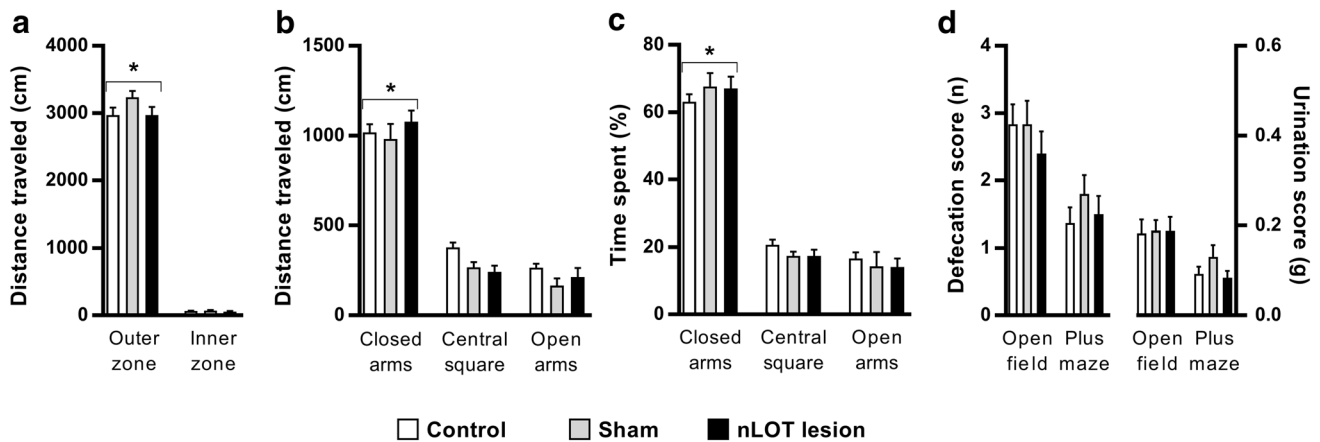 a
Distance traveled (cm)
4000
3000
2000
1000
0
*
Outer
zone
Inner
zone
b
Distance traveled (cm)
1500
1000
500
0
*
Closed
arms
Central
square
Open
arms
c
Time spent (%)
80
60
40
20
0
*
Closed
arms
Central
square
Open
arms
d
Defecation score (n)
4
3
2
1
0
Open
field
Plus
maze
Open
field
Plus
maze
0.6
0.4
0.2
0.0
Urination score (g)
Control
Sham
nLOT lesion